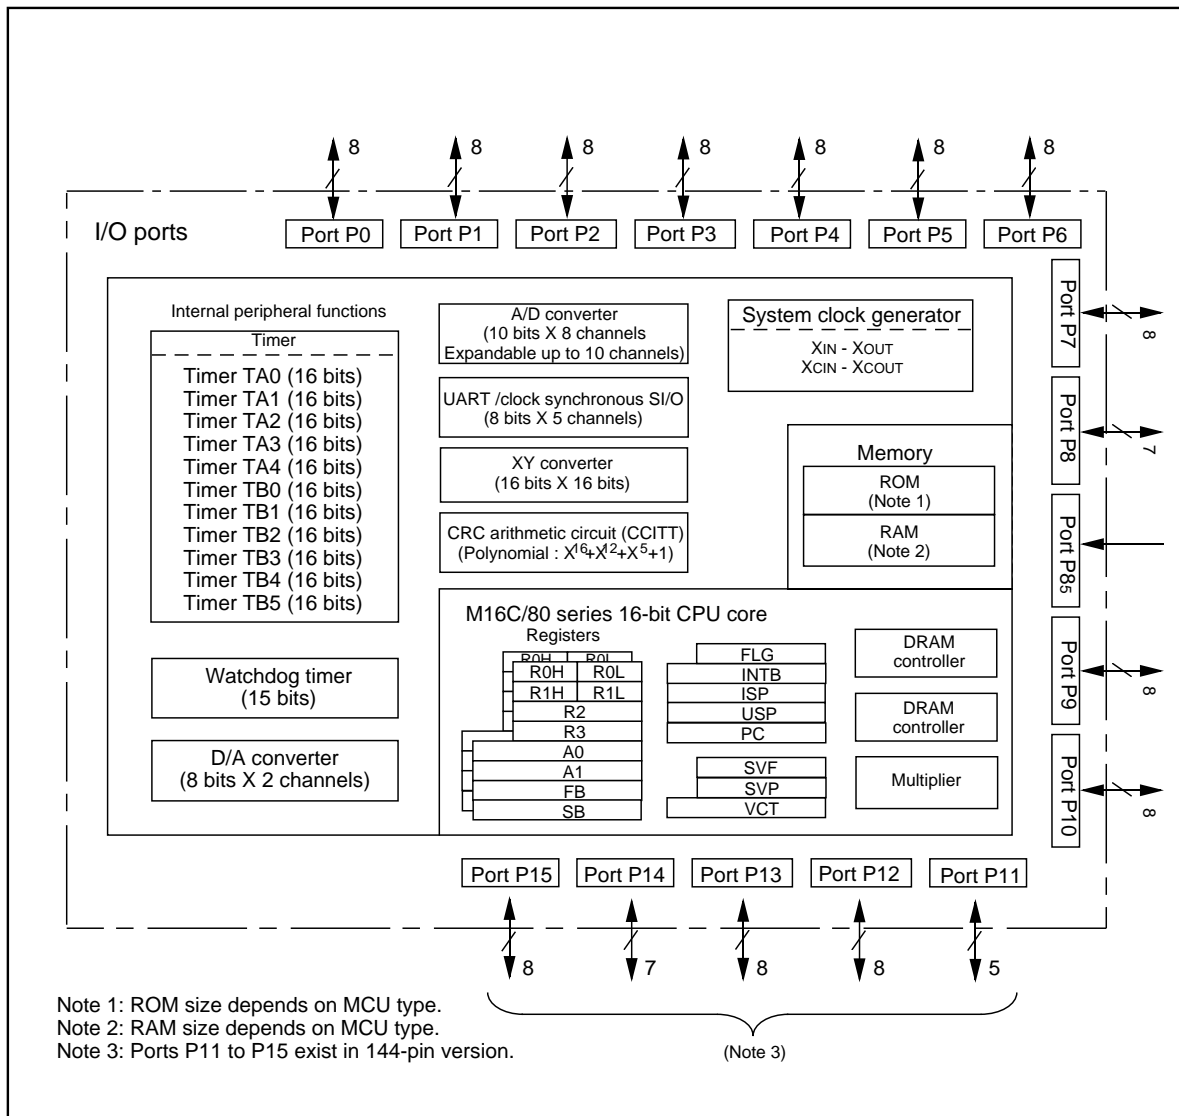 8 8 8 8 8 8 8
I/O ports
Port P0 Port P1 Port P2 Port P3 Port P4 Port P5 Port P6
Internal peripheral functions
Timer
Timer TA0 (16 bits)
Timer TA1 (16 bits)
Timer TA2 (16 bits)
Timer TA3 (16 bits)
Timer TA4 (16 bits)
Timer TB0 (16 bits)
Timer TB1 (16 bits)
Timer TB2 (16 bits)
Timer TB3 (16 bits)
Timer TB4 (16 bits)
Timer TB5 (16 bits)
Watchdog timer
(15 bits)
D/A converter
(8 bits X 2 channels)
A/D converter
(10 bits X 8 channels
Expandable up to 10 channels)
UART /clock synchronous SI/O
(8 bits X 5 channels)
XY converter
(16 bits X 16 bits)
CRC arithmetic circuit (CCITT)
(Polynomial : X16+X12+X5+1)
System clock generator
XIN - XOUT
XCIN - XCOUT
Memory
ROM
(Note 1)
RAM
(Note 2)
M16C/80 series 16-bit CPU core
Registers
R0H R0L
R0H R0L
R1H R1L
R2
R3
A0
A1
FB
SB
FLG
INTB
ISP
USP
PC
SVF
SVP
VCT
DRAM
controller
DRAM
controller
Multiplier
Port P7
8
Port P8
7
Port P85
Port P9
8
Port P10
8
Port P15 Port P14 Port P13 Port P12 Port P11
8 7 8 8 5
Note 1: ROM size depends on MCU type.
Note 2: RAM size depends on MCU type.
Note 3: Ports P11 to P15 exist in 144-pin version.
(Note 3)